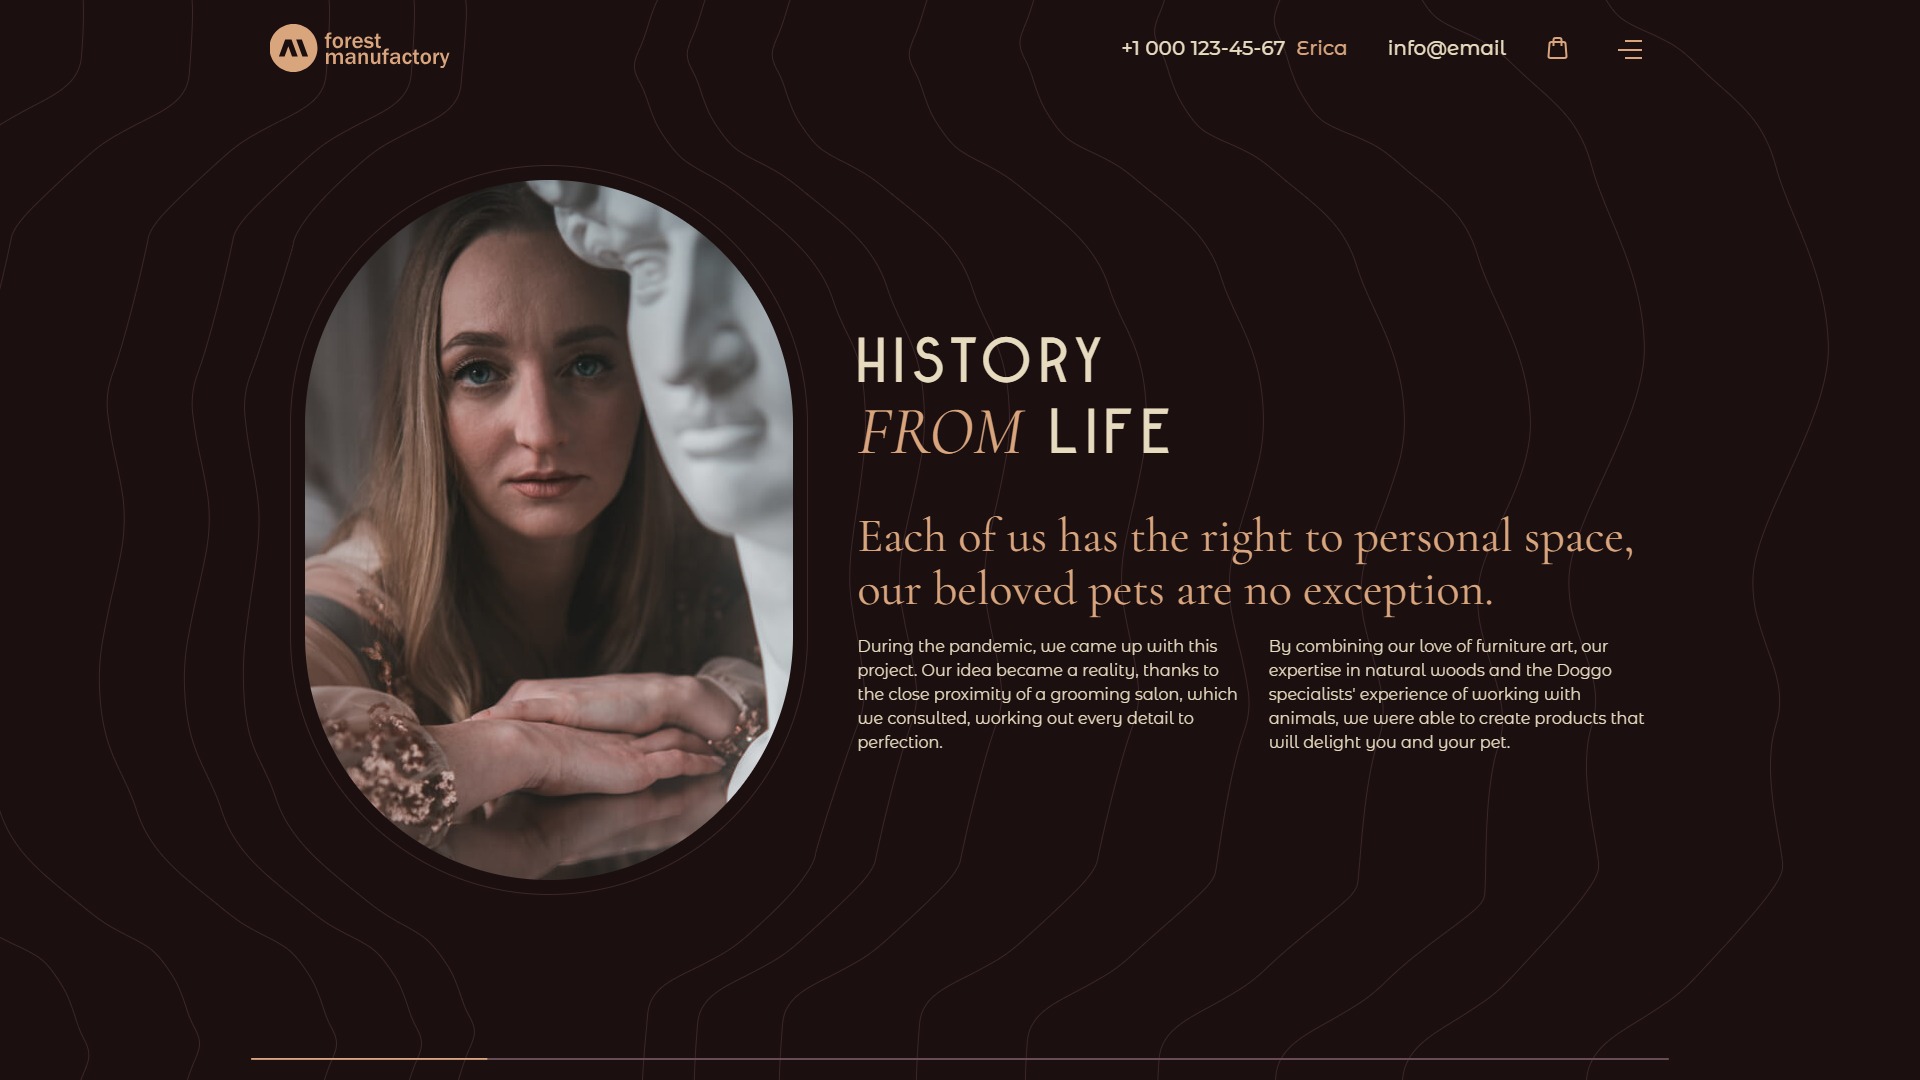 forest
manufactory
+1 000 123-45-67 Erica info@email
HISTORY
FROM LIFE
Each of us has the right to personal space,
our beloved pets are no exception.
During the pandemic, we came up with this
project. Our idea became a reality, thanks to
the close proximity of a grooming salon, which
we consulted, working out every detail to
perfection.
By combining our love of furniture art, our
expertise in natural woods and the Doggo
specialists' experience of working with
animals, we were able to create products that
will delight you and your pet.